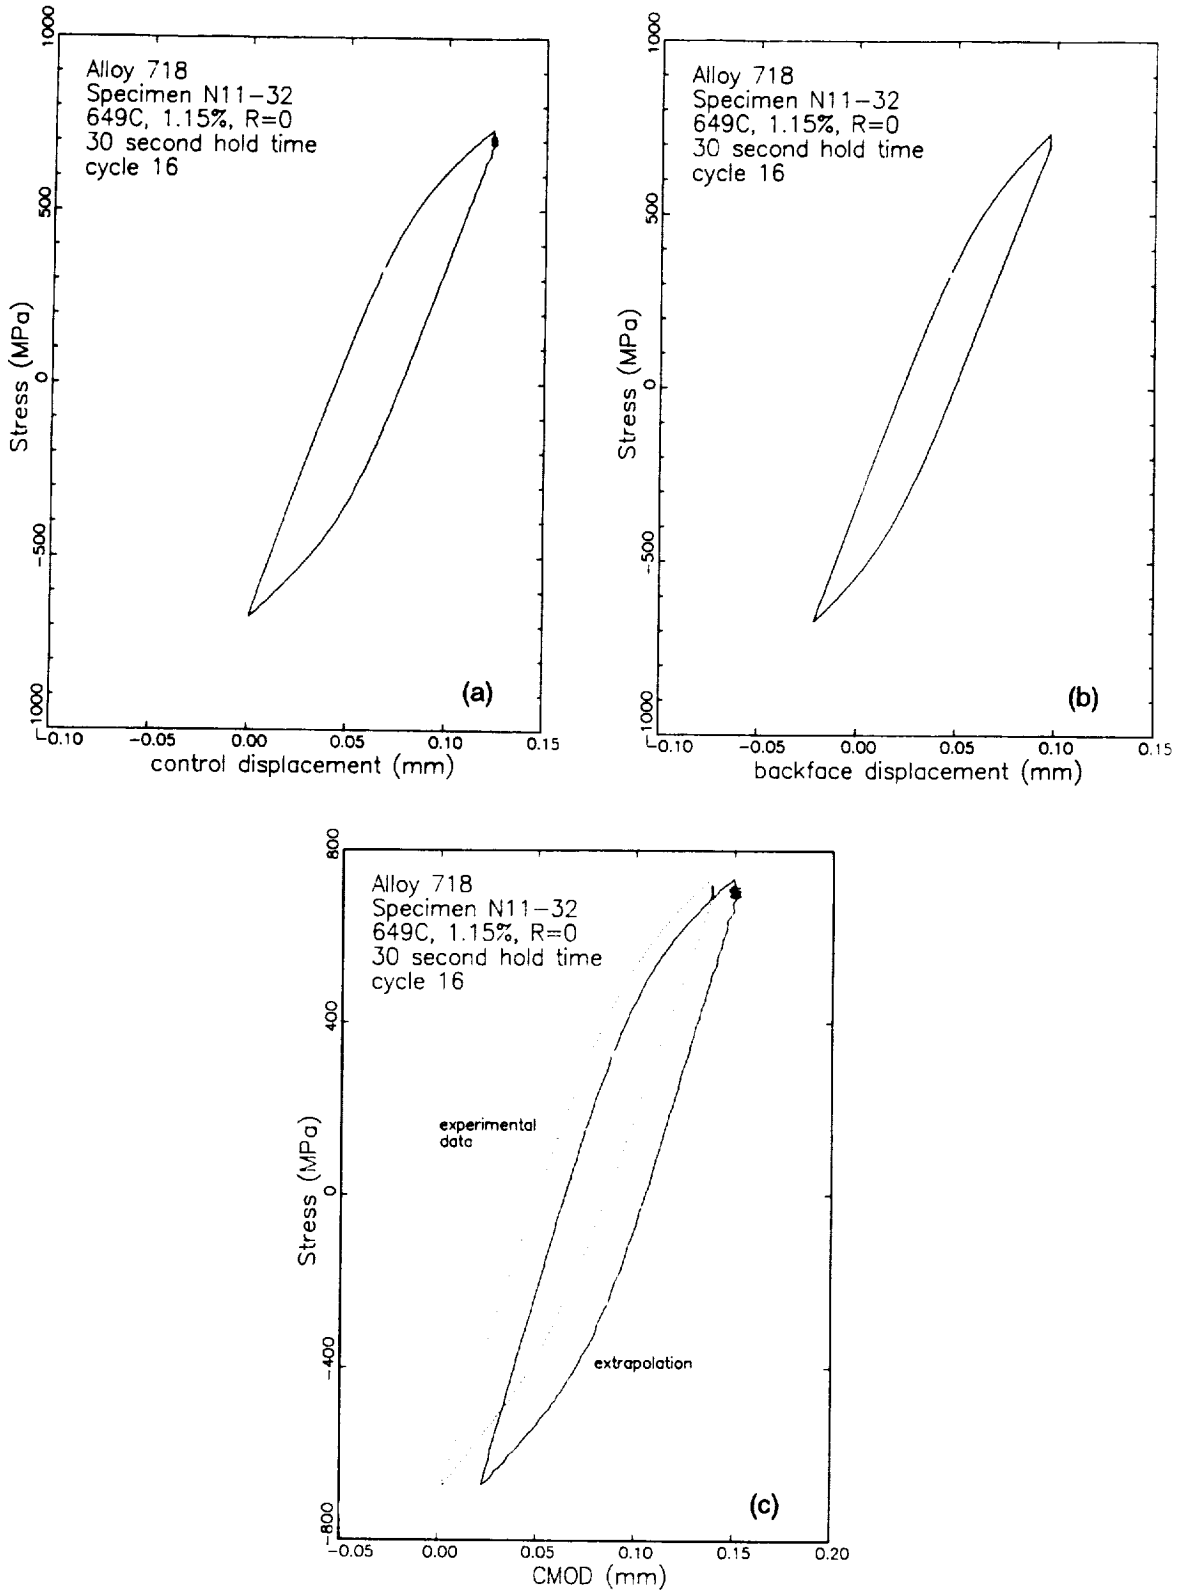 1000
500
0
-500
-1000
Stress (MPa)
Alloy 718
Specimen N11-32
649C, 1.15%, R=0
30 second hold time
cycle 16
(a)
-0.10 -0.05 0.00 0.05 0.10 0.15
control displacement (mm)
1000
500
0
-500
-1000
Stress (MPa)
Alloy 718
Specimen N11-32
649C, 1.15%, R=0
30 second hold time
cycle 16
(b)
-0.10 -0.05 0.00 0.05 0.10 0.15
backface displacement (mm)
800
400
0
-400
-800
Stress (MPa)
Alloy 718
Specimen N11-32
649C, 1.15%, R=0
30 second hold time
cycle 16
experimental
data
extrapolation
(c)
-0.05 0.00 0.05 0.10 0.15 0.20
CMOD (mm)